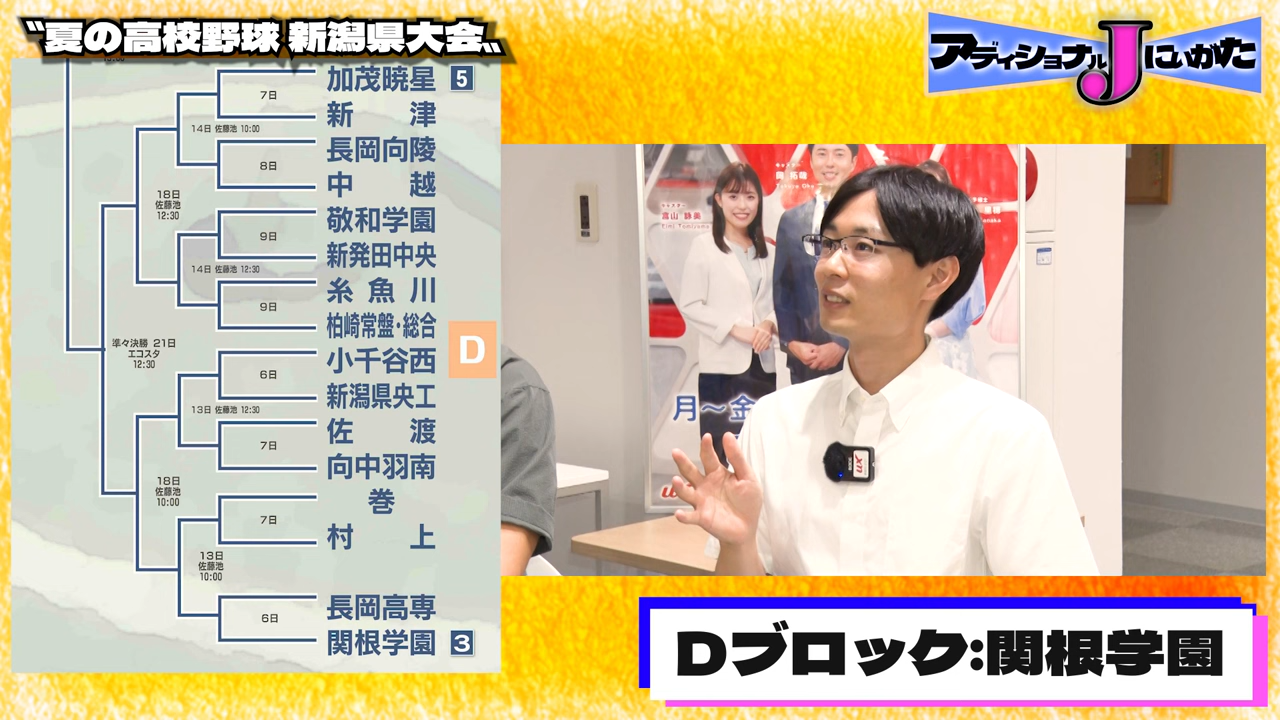 〝夏の高校野球 新潟県大会〟
アディショナルJにいがた
加茂暁星 5
7日
新津
14日 佐藤池 10:00
長岡向陵
8日
中越
18日
佐藤池
12:30
敬和学園
9日
新発田中央
14日 佐藤池 12:30
糸魚川
9日
柏崎常盤・総合
準々決勝 21日
エコスタ
12:30
D
小千谷西
6日
新潟県央工
13日 佐藤池 12:30
佐渡
7日
向中羽南
18日
佐藤池
10:00
巻
7日
村上
13日
佐藤池
10:00
長岡高専
6日
関根学園 3
キャスター
月～金
Dブロック:関根学園